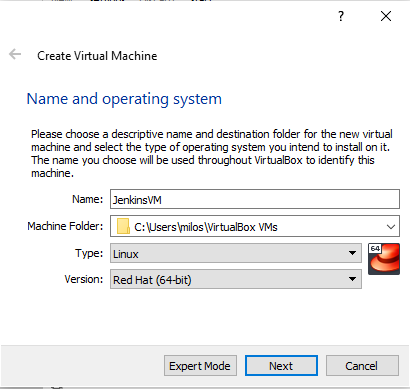 ?
Create Virtual Machine
Name and operating system
Please choose a descriptive name and destination folder for the new virtual
machine and select the type of operating system you intend to install on it.
The name you choose will be used throughout VirtualBox to identify this
machine.
Name: JenkinsVM
Machine Folder: C:\Users\milos\VirtualBox VMs
Type: Linux
64
Version: Red Hat (64-bit)
Expert Mode Next Cancel